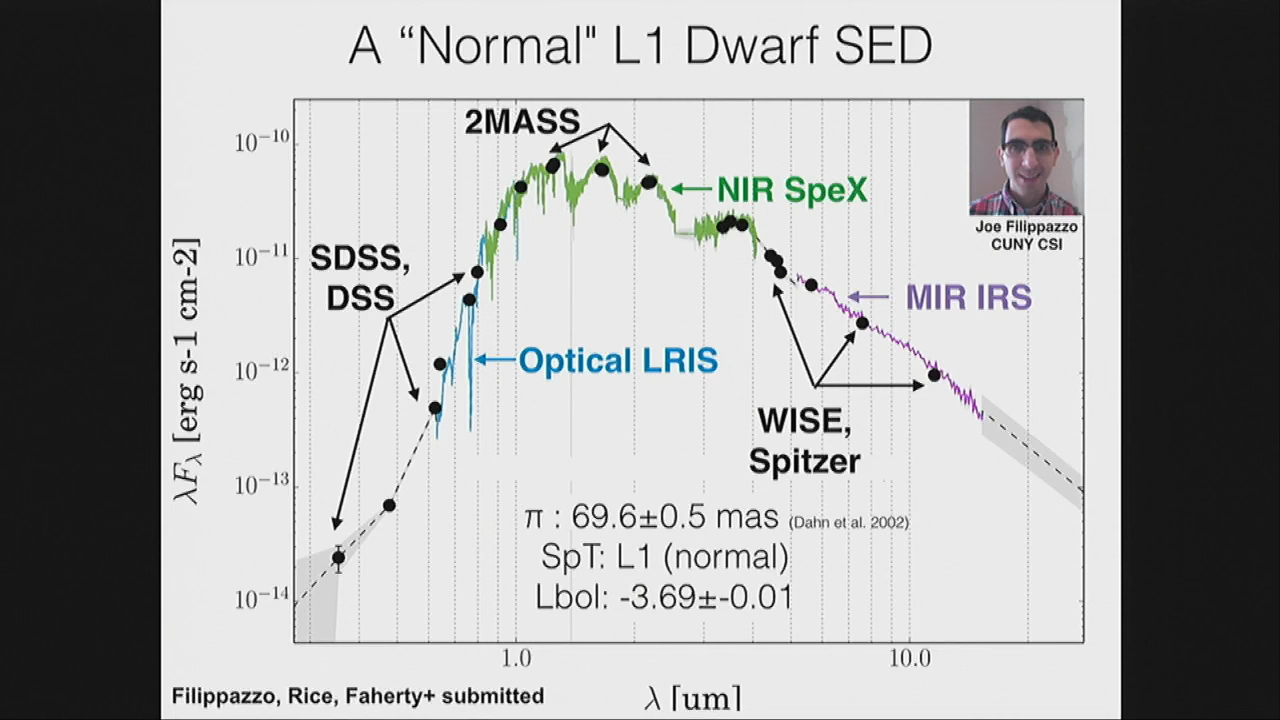 A “Normal" L1 Dwarf SED
10⁻¹⁰
10⁻¹¹
10⁻¹²
10⁻¹³
10⁻¹⁴
λFλ [erg s-1 cm-2]
2MASS
NIR SpeX
Joe Filippazzo
CUNY CSI
SDSS,
DSS
MIR IRS
Optical LRIS
WISE,
Spitzer
π : 69.6±0.5 mas (Dahn et al. 2002)
SpT: L1 (normal)
Lbol: -3.69±-0.01
1.0 10.0
λ [um]
Filippazzo, Rice, Faherty+ submitted